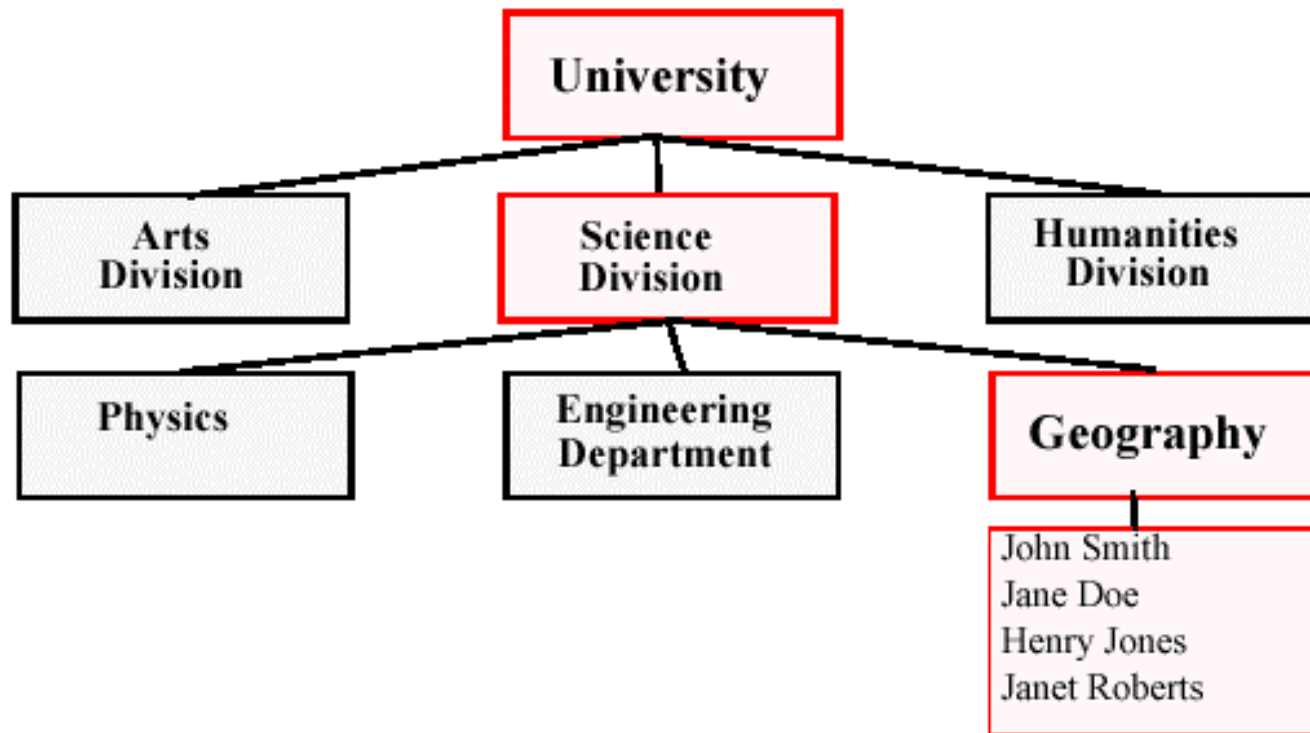 University
Arts
Division
Science
Division
Humanities
Division
Physics
Engineering
Department
Geography
John Smith
Jane Doe
Henry Jones
Janet Roberts